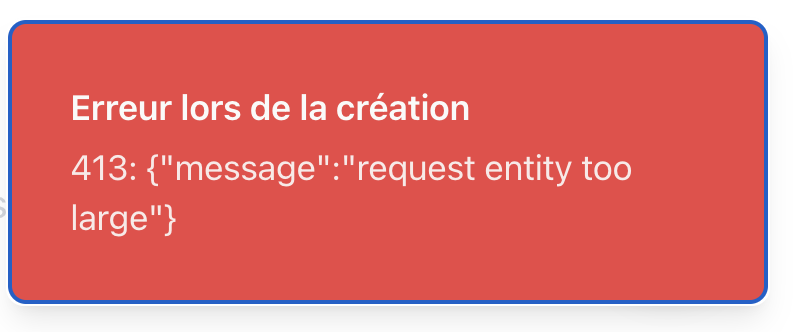 Erreur lors de la création
413: {"message":"request entity too
large"}